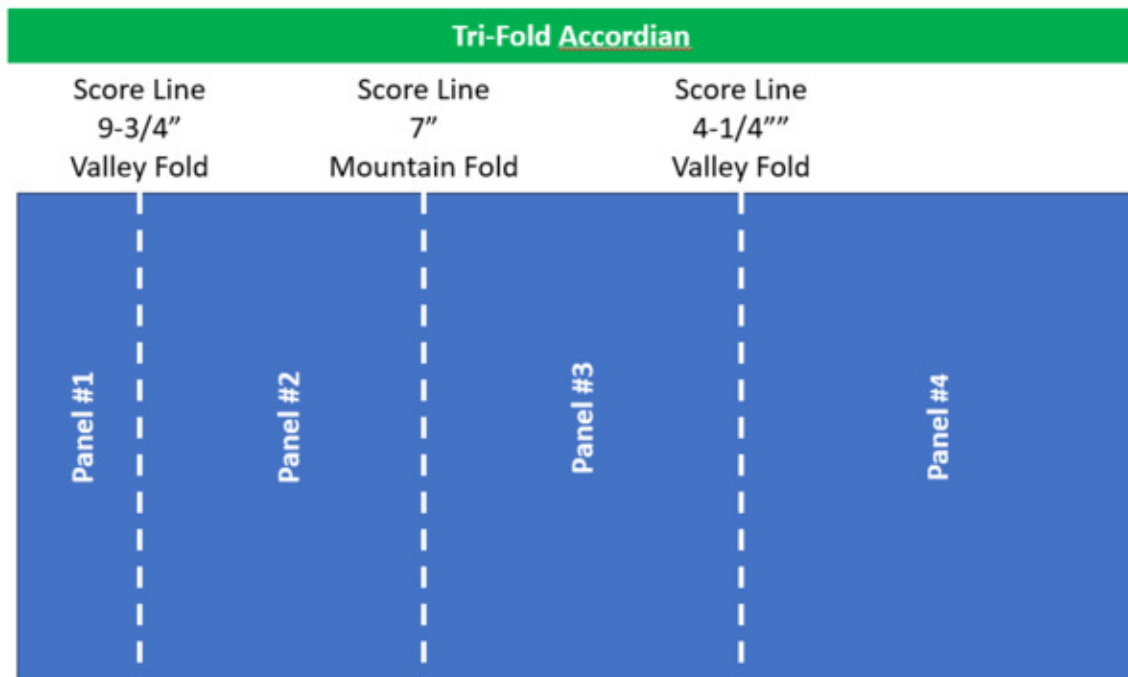 Tri-Fold Accordian
Score Line
9-3/4”
Valley Fold
Score Line
7”
Mountain Fold
Score Line
4-1/4””
Valley Fold
Panel #1
Panel #2
Panel #3
Panel #4